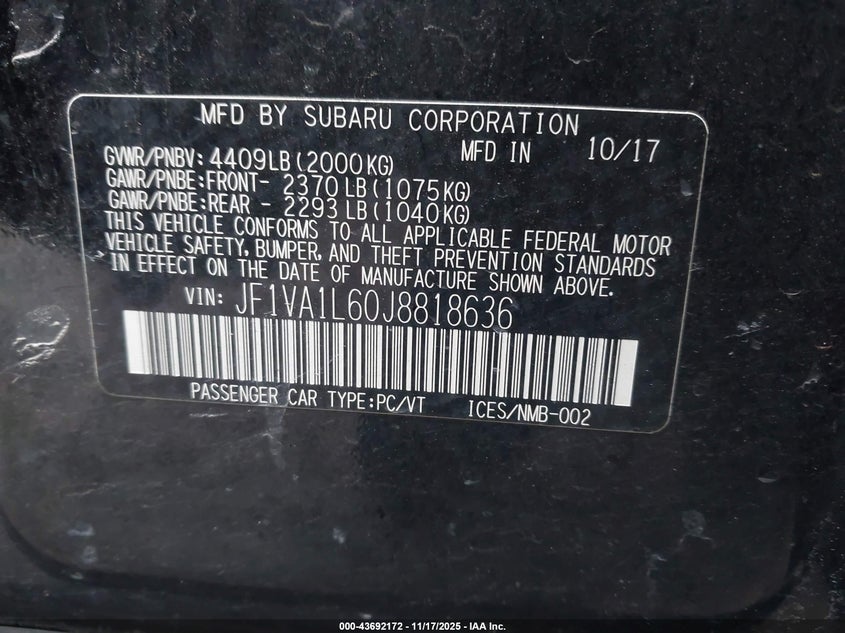 MFD BY SUBARU CORPORATION
MFD IN 10/17
GVWR/PNBV: 4409LB(2000KG)
GAWR/PNBE:FRONT- 2370LB(1075KG)
GAWR/PNBE:REAR - 2293LB(1040KG)
THIS VEHICLE CONFORMS TO ALL APPLICABLE FEDERAL MOTOR
VEHICLE SAFETY, BUMPER, AND THEFT PREVENTION STANDARDS
IN EFFECT ON THE DATE OF MANUFACTURE SHOWN ABOVE.
VIN: JF1VA1L60J8818636
PASSENGER CAR TYPE:PC/VT ICES/NMB-002
000-43692172 - 11/17/2025 - IAA Inc.